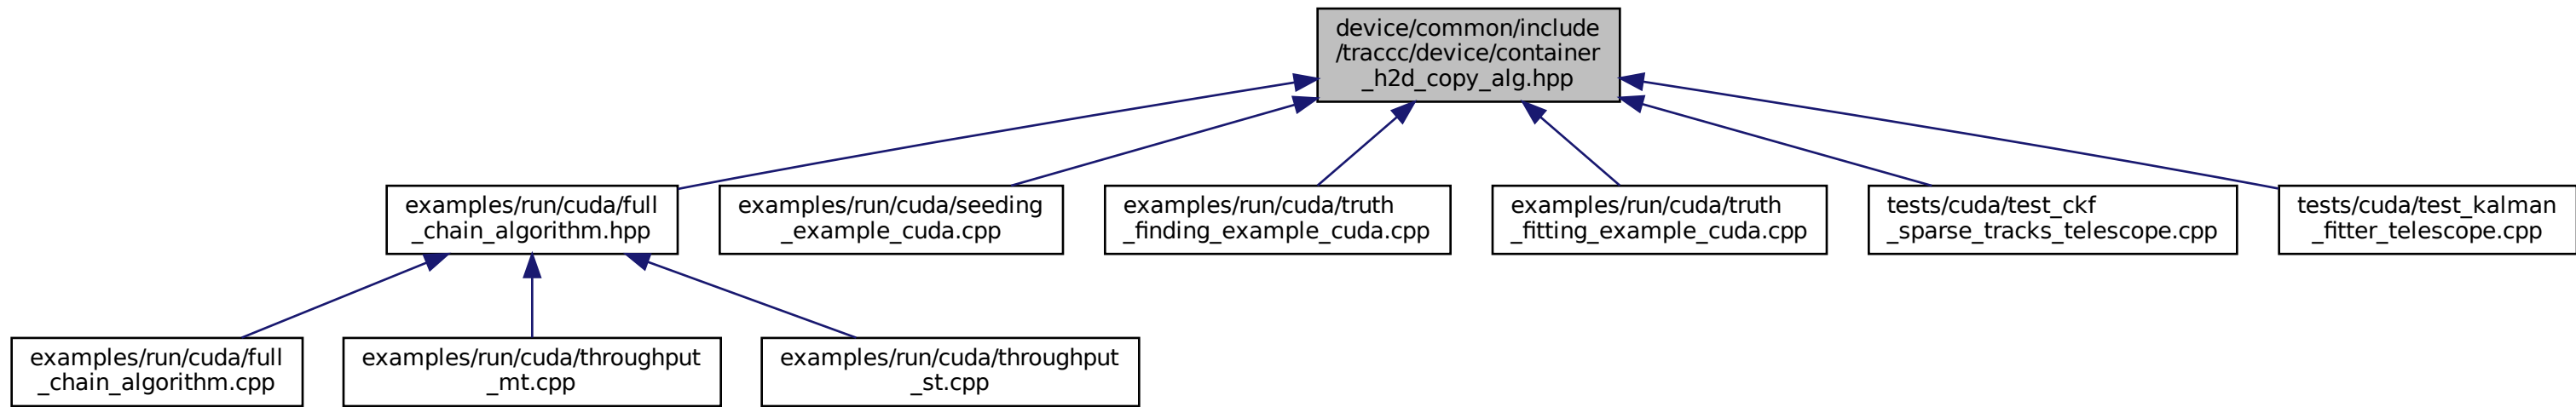 device/common/include
/traccc/device/container
_h2d_copy_alg.hpp
examples/run/cuda/full
_chain_algorithm.hpp
examples/run/cuda/seeding
_example_cuda.cpp
examples/run/cuda/truth
_finding_example_cuda.cpp
examples/run/cuda/truth
_fitting_example_cuda.cpp
tests/cuda/test_ckf
_sparse_tracks_telescope.cpp
tests/cuda/test_kalman
_fitter_telescope.cpp
examples/run/cuda/full
_chain_algorithm.cpp
examples/run/cuda/throughput
_mt.cpp
examples/run/cuda/throughput
_st.cpp